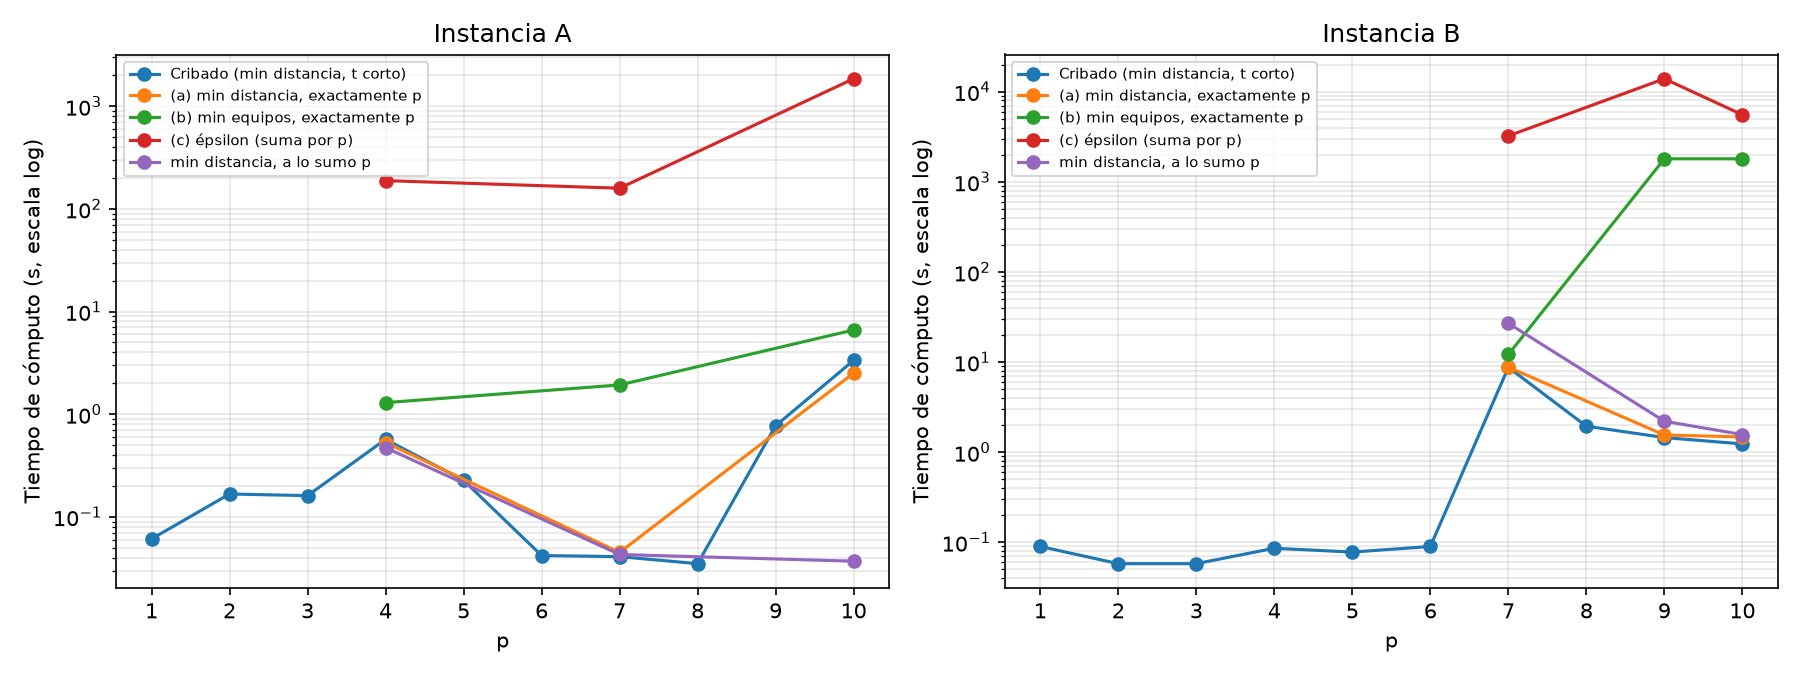 Instancia A
Cribado (min distancia, t corto)
(a) min distancia, exactamente p
(b) min equipos, exactamente p
(c) épsilon (suma por p)
min distancia, a lo sumo p
Tiempo de cómputo (s, escala log)
10³
10²
10¹
10⁰
10⁻¹
1 2 3 4 5 6 7 8 9 10
p
Instancia B
Cribado (min distancia, t corto)
(a) min distancia, exactamente p
(b) min equipos, exactamente p
(c) épsilon (suma por p)
min distancia, a lo sumo p
Tiempo de cómputo (s, escala log)
10⁴
10³
10²
10¹
10⁰
10⁻¹
1 2 3 4 5 6 7 8 9 10
p